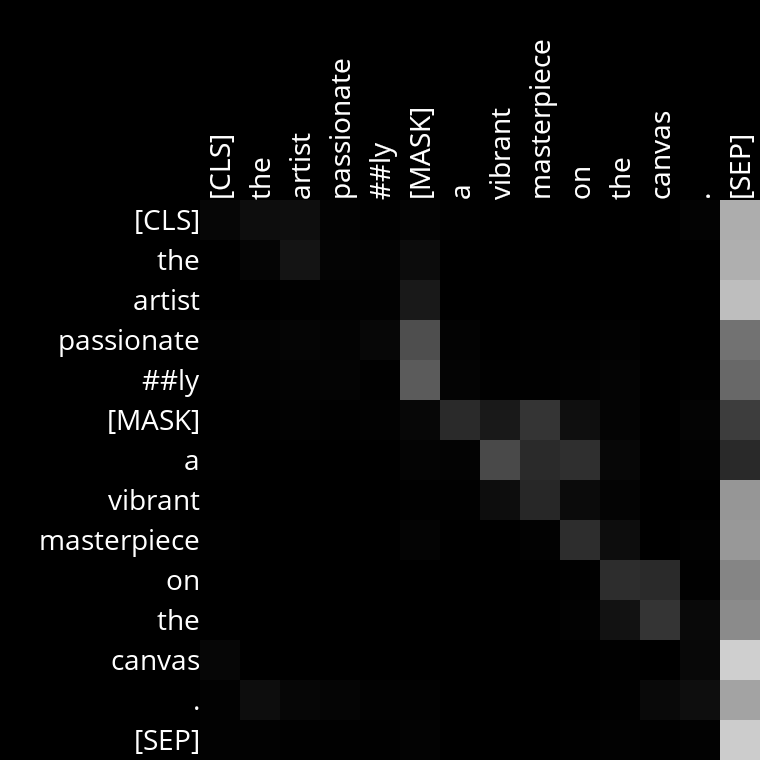 [CLS] the artist passionate ##ly [MASK] a vibrant masterpiece on the canvas . [SEP]
[CLS]
the
artist
passionate
##ly
[MASK]
a
vibrant
masterpiece
on
the
canvas
.
[SEP]